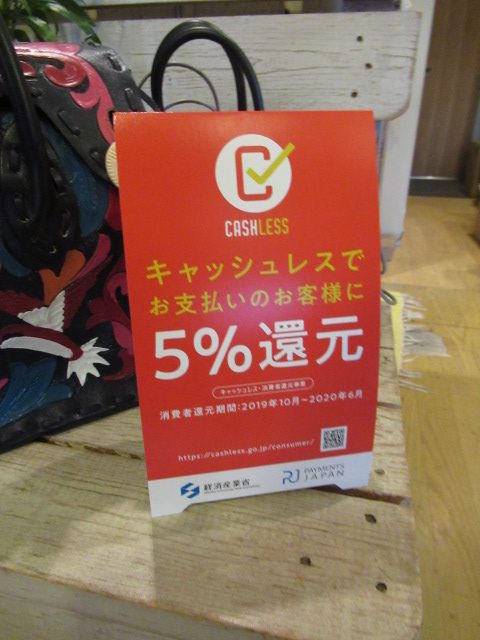 CASHLESS
キャッシュレスで
お支払いのお客様に
5%還元
キャッシュレス・消費者還元事業
消費者還元期間：2019年10月～2020年6月
https://cashless.go.jp/consumer/
経済産業省
PAYMENTS
JAPAN